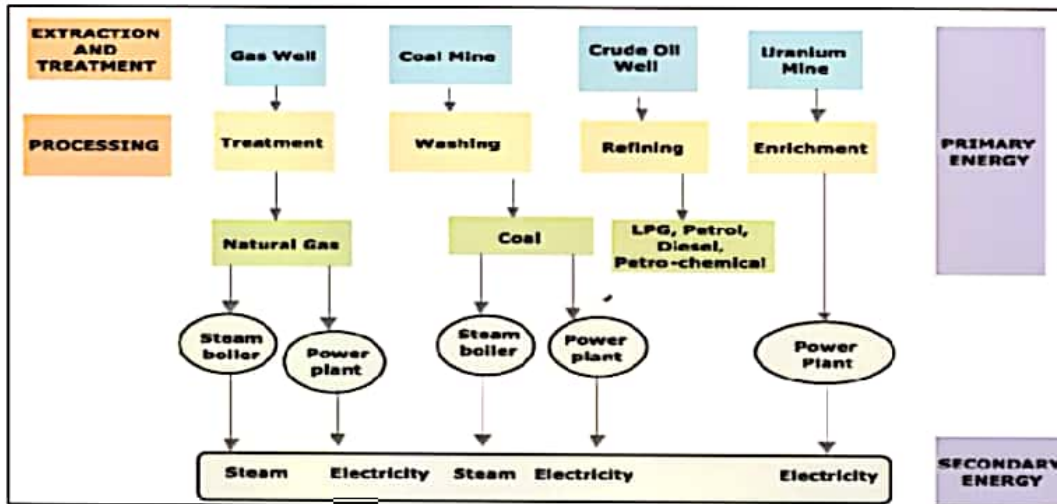 EXTRACTION
AND
TREATMENT
Gas Well
Coal Mine
Crude Oil
Well
Uranium
Mine
PROCESSING
Treatment
Washing
Refining
Enrichment
PRIMARY
ENERGY
Natural Gas
Coal
LPG, Petrol,
Diesel,
Petro-chemical
Steam
boiler
Power
plant
Steam
boiler
Power
plant
Power
Plant
Steam
Electricity
Steam
Electricity
Electricity
SECONDARY
ENERGY